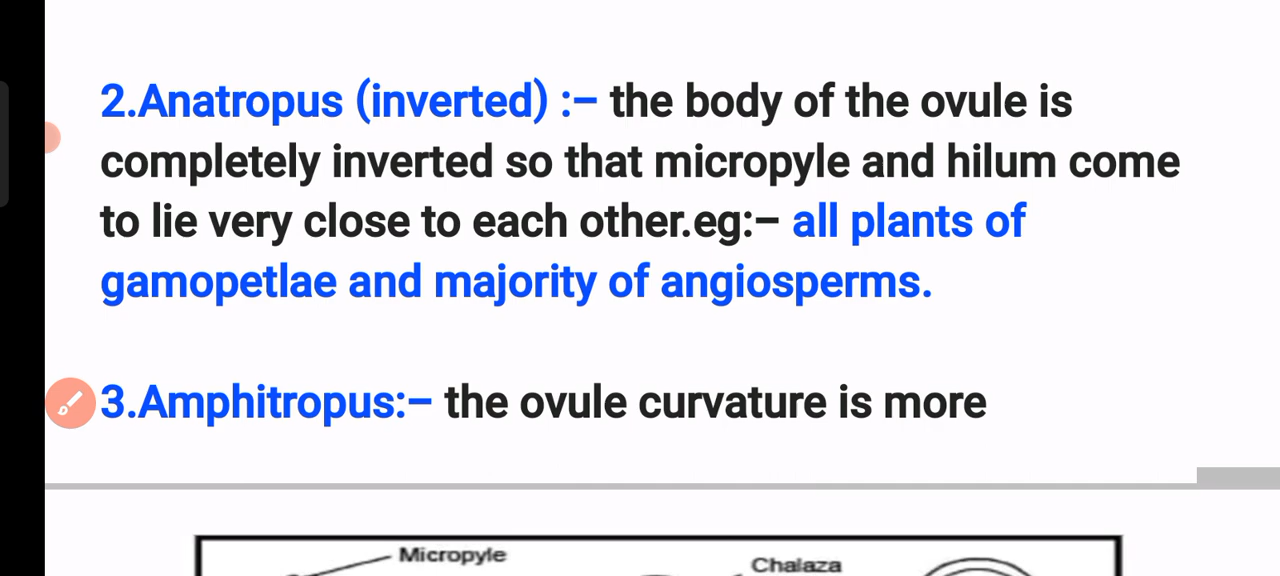 2.Anatropus (inverted) :– the body of the ovule is
completely inverted so that micropyle and hilum come
to lie very close to each other.eg:– all plants of
gamopetlae and majority of angiosperms.
3.Amphitropus:– the ovule curvature is more
Micropyle
Chalaza